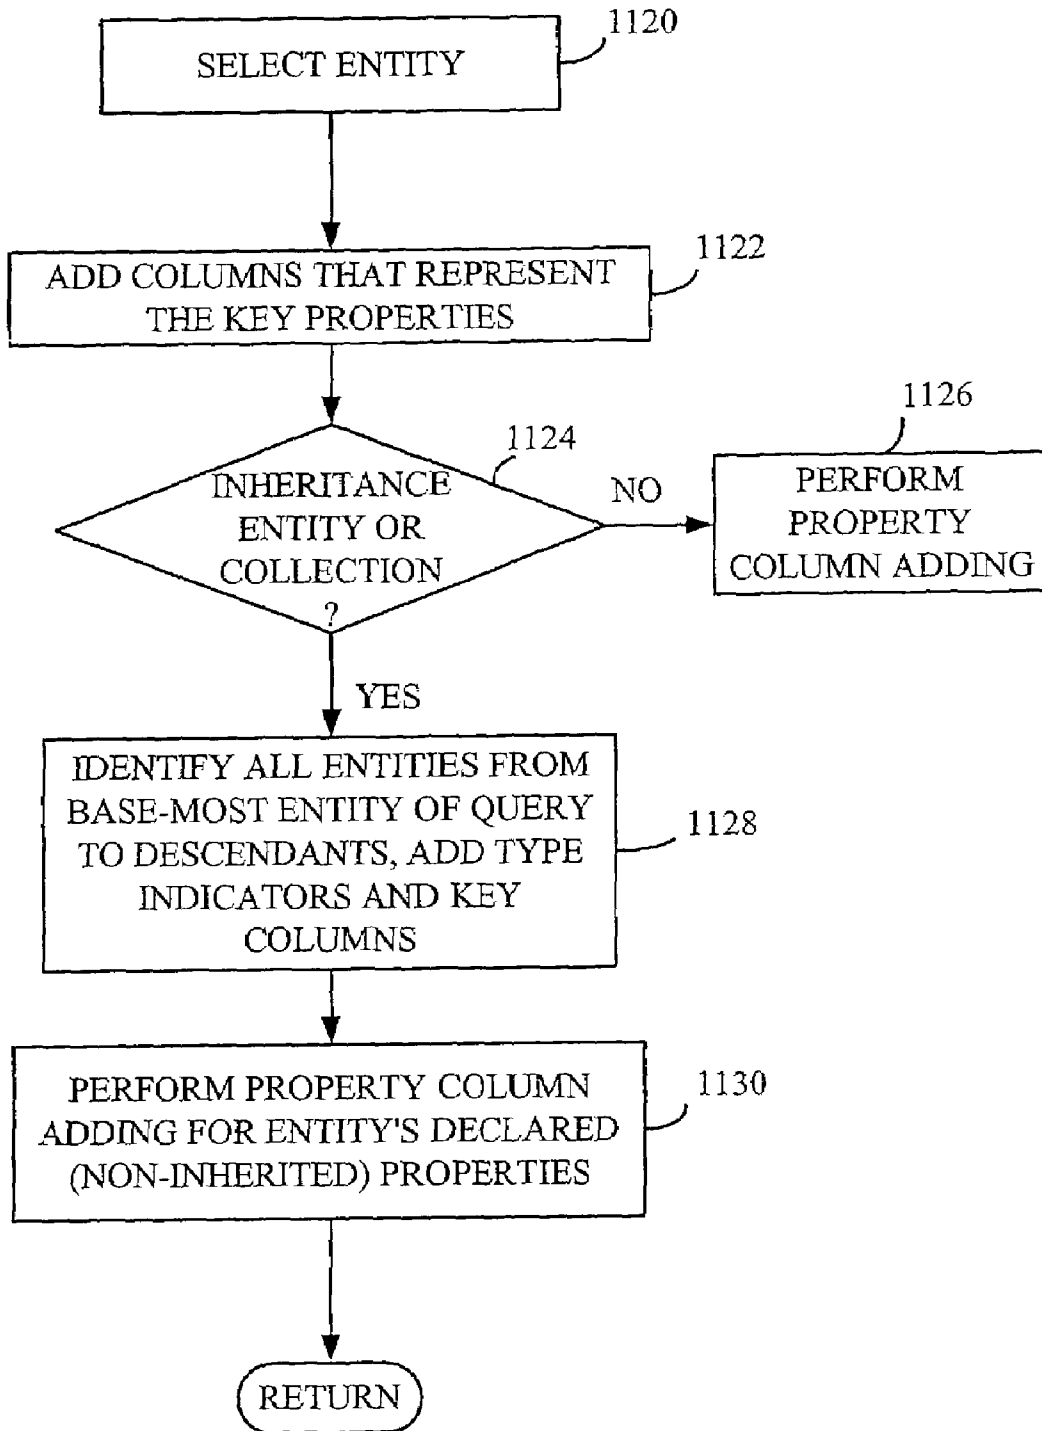 1120
SELECT ENTITY
1122
ADD COLUMNS THAT REPRESENT
THE KEY PROPERTIES
1124
INHERITANCE
ENTITY OR
COLLECTION
?
NO
1126
PERFORM
PROPERTY
COLUMN ADDING
YES
IDENTIFY ALL ENTITIES FROM
BASE-MOST ENTITY OF QUERY
TO DESCENDANTS, ADD TYPE
INDICATORS AND KEY
COLUMNS
1128
PERFORM PROPERTY COLUMN
ADDING FOR ENTITY'S DECLARED
(NON-INHERITED) PROPERTIES
1130
RETURN